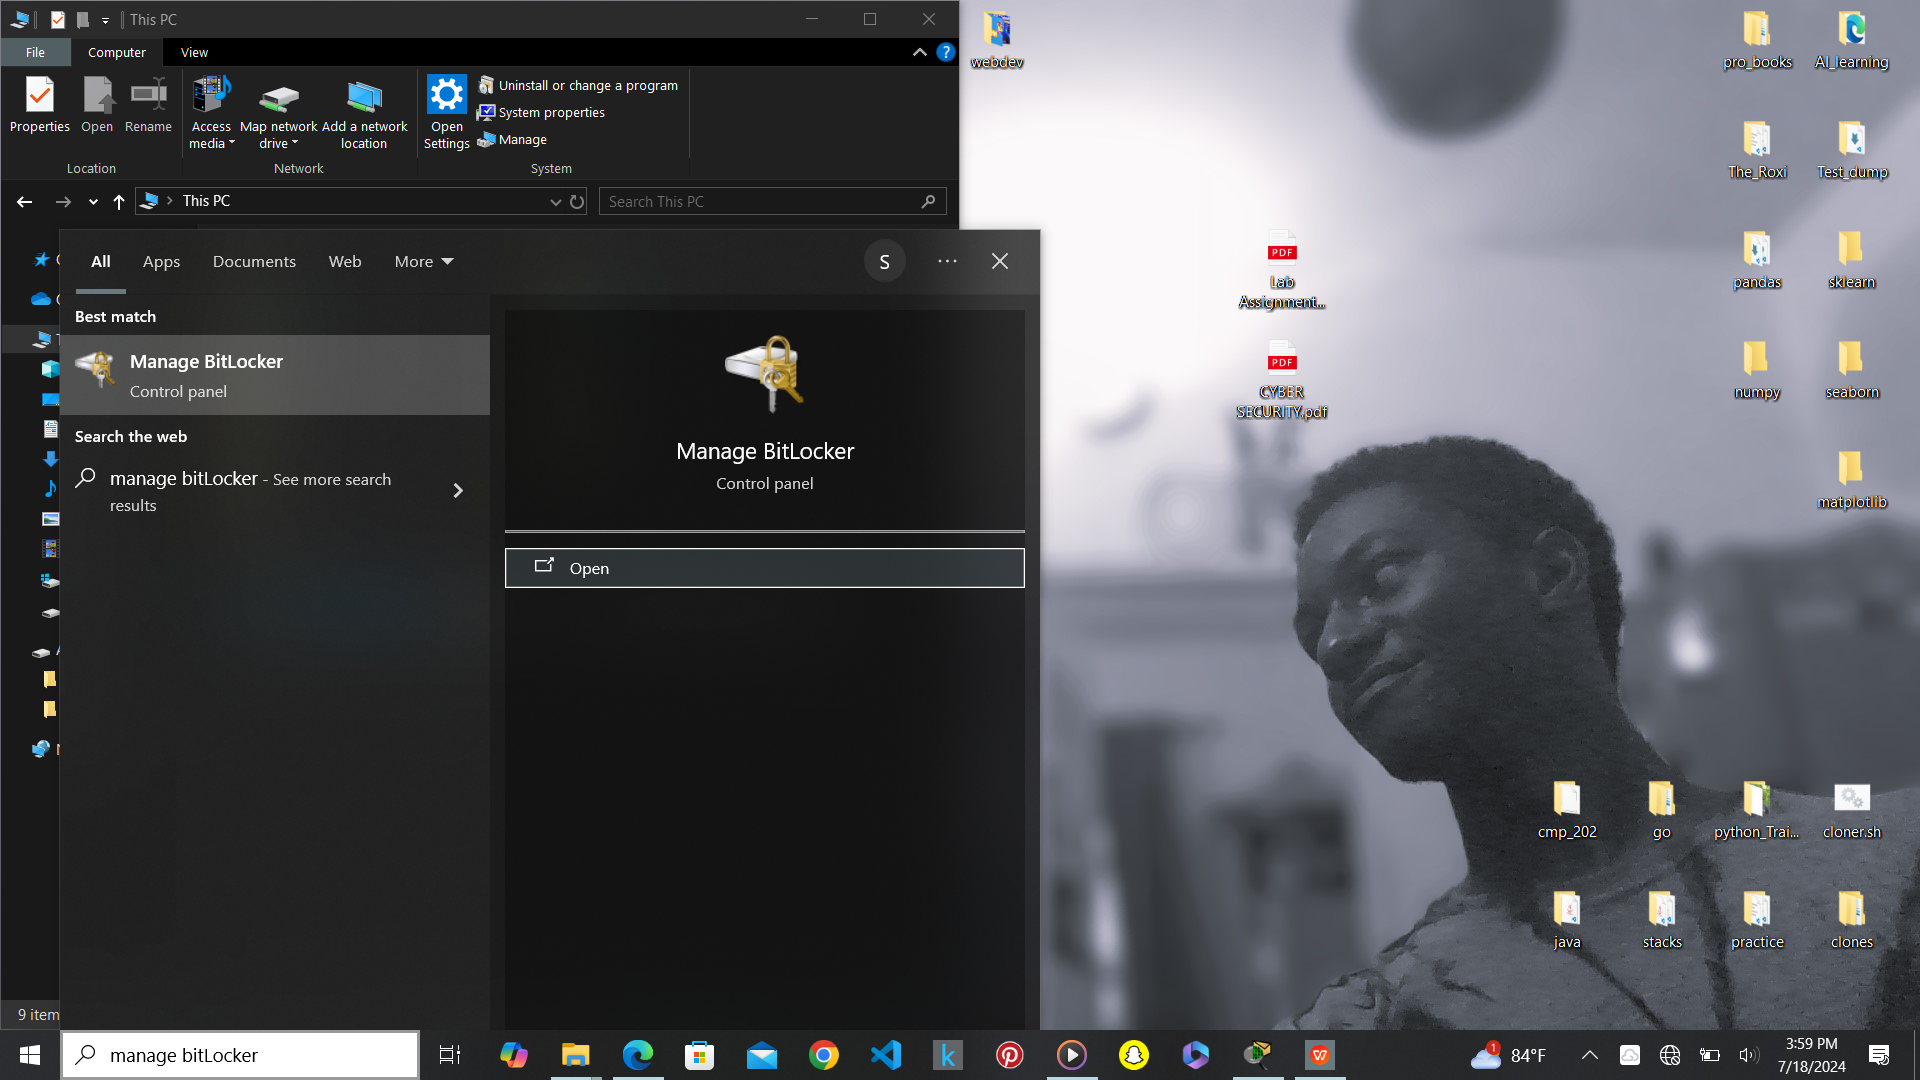 This PC
File
Computer
View
Properties
Open
Rename
Access
media
Map network
drive
Add a network
location
Open
Settings
Uninstall or change a program
System properties
Manage
Location
Network
System
This PC
Search This PC
All
Apps
Documents
Web
More
S
Best match
Manage BitLocker
Control panel
Search the web
manage bitLocker - See more search
results
Manage BitLocker
Control panel
Open
9 item
webdev
pro_books
AI_learning
The_Roxi
Test_dump
Lab
Assignment...
pandas
sklearn
CYBER
SECURITY.pdf
numpy
seaborn
matplotlib
cmp_202
go
python_Trai...
cloner.sh
java
stacks
practice
clones
manage bitLocker
1
84°F
3:59 PM
7/18/2024